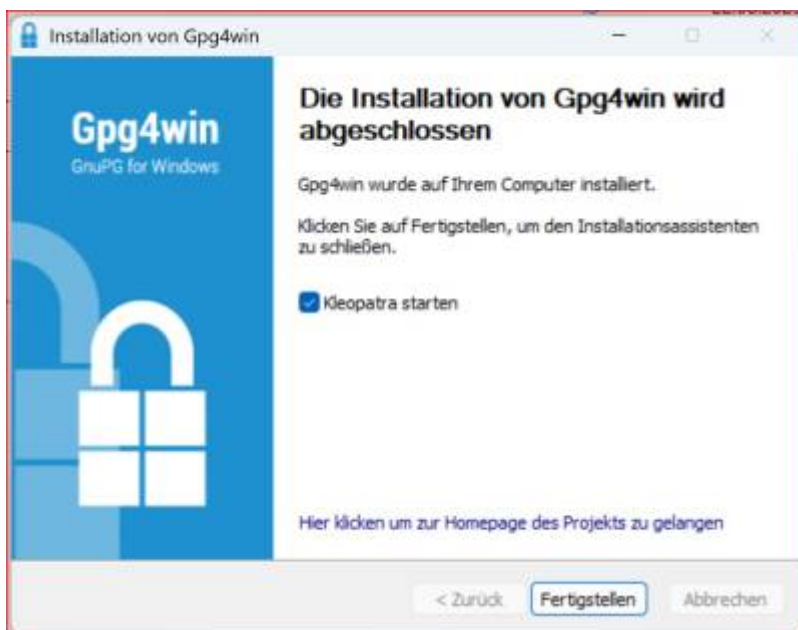 Installation von Gpg4win
Gpg4win
GnuPG for Windows
Die Installation von Gpg4win wird
abgeschlossen
Gpg4win wurde auf Ihrem Computer installiert.
Klicken Sie auf Fertigstellen, um den Installationsassistenten
zu schließen.
Kleopatra starten
Hier klicken um zur Homepage des Projekts zu gelangen
< Zurück
Fertigstellen
Abbrechen